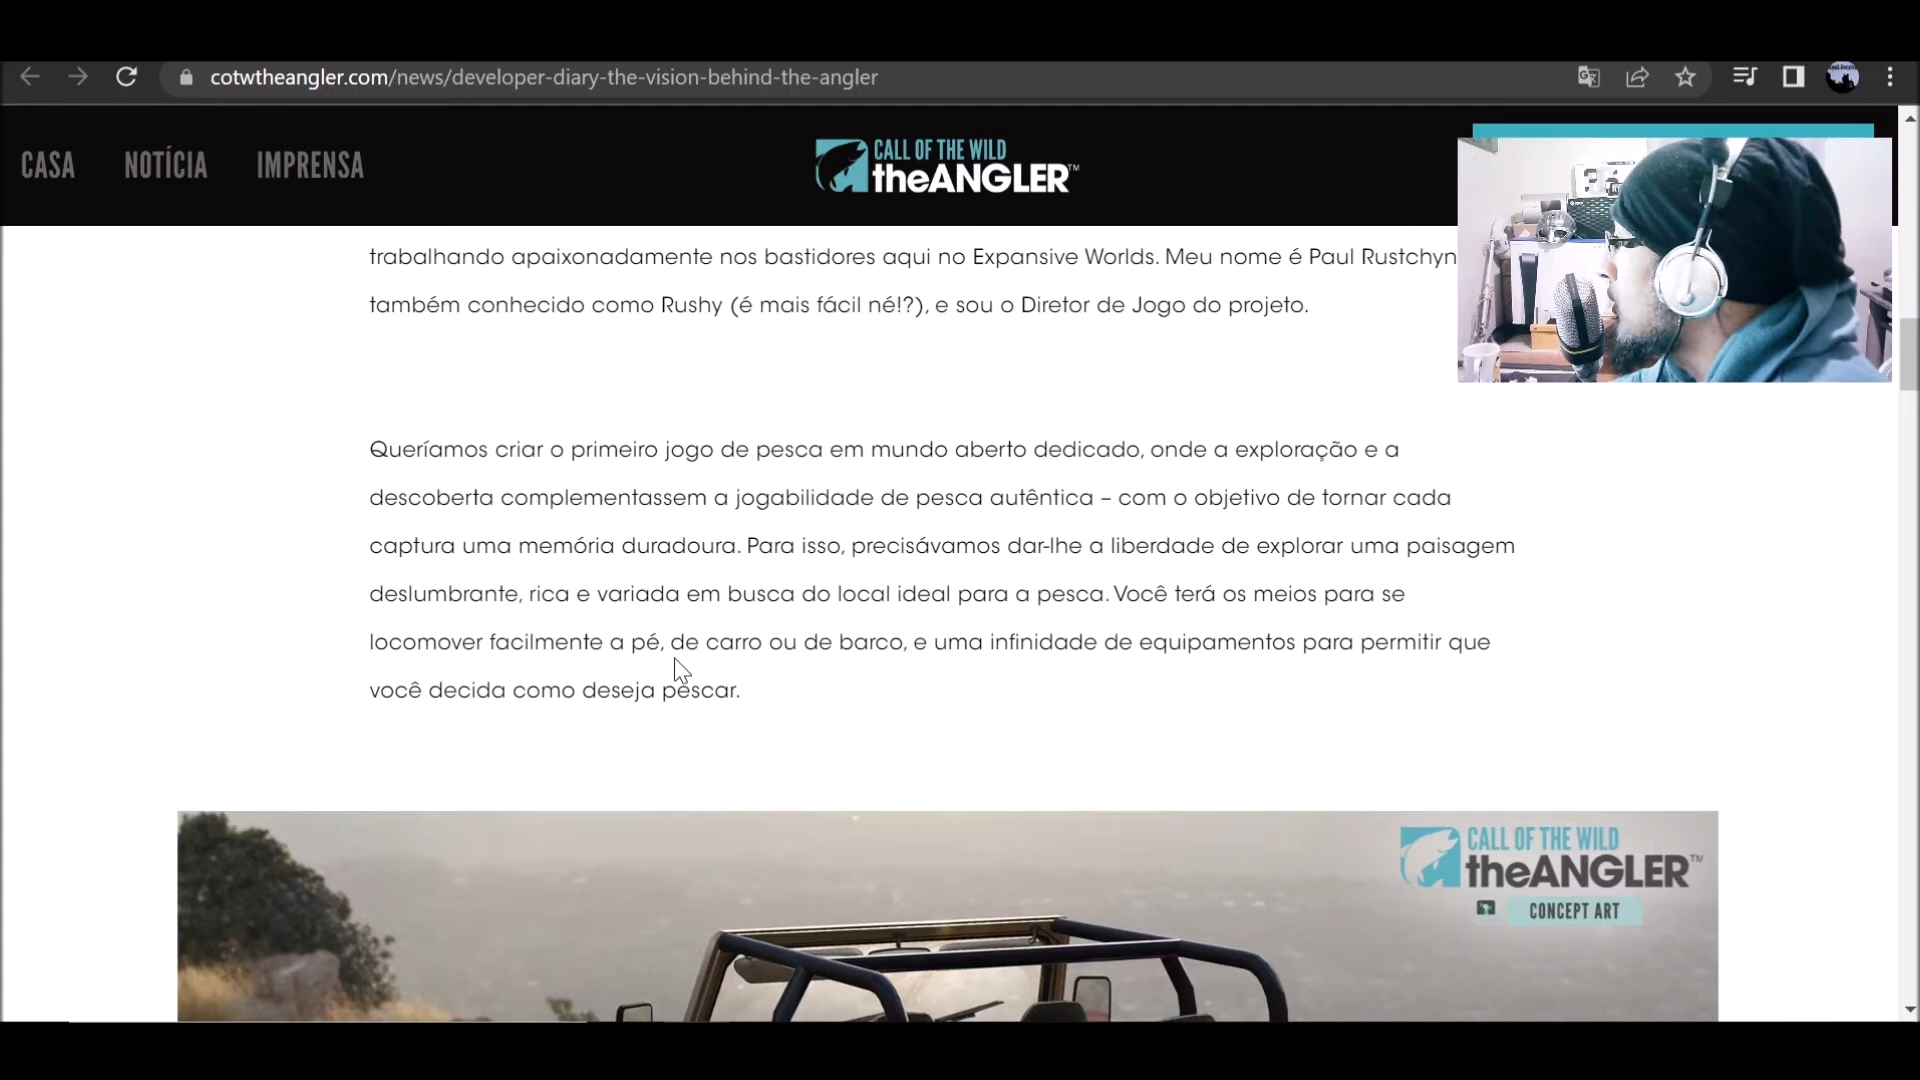 cotwtheangler.com/news/developer-diary-the-vision-behind-the-angler
CASA NOTÍCIA IMPRENSA
CALL OF THE WILD
theANGLER™
trabalhando apaixonadamente nos bastidores aqui no Expansive Worlds. Meu nome é Paul Rustchyn
também conhecido como Rushy (é mais fácil né!?), e sou o Diretor de Jogo do projeto.
Queríamos criar o primeiro jogo de pesca em mundo aberto dedicado, onde a exploração e a
descoberta complementassem a jogabilidade de pesca autêntica – com o objetivo de tornar cada
captura uma memória duradoura. Para isso, precisávamos dar-lhe a liberdade de explorar uma paisagem
deslumbrante, rica e variada em busca do local ideal para a pesca. Você terá os meios para se
locomover facilmente a pé, de carro ou de barco, e uma infinidade de equipamentos para permitir que
você decida como deseja pescar.
CALL OF THE WILD
theANGLER™
CONCEPT ART